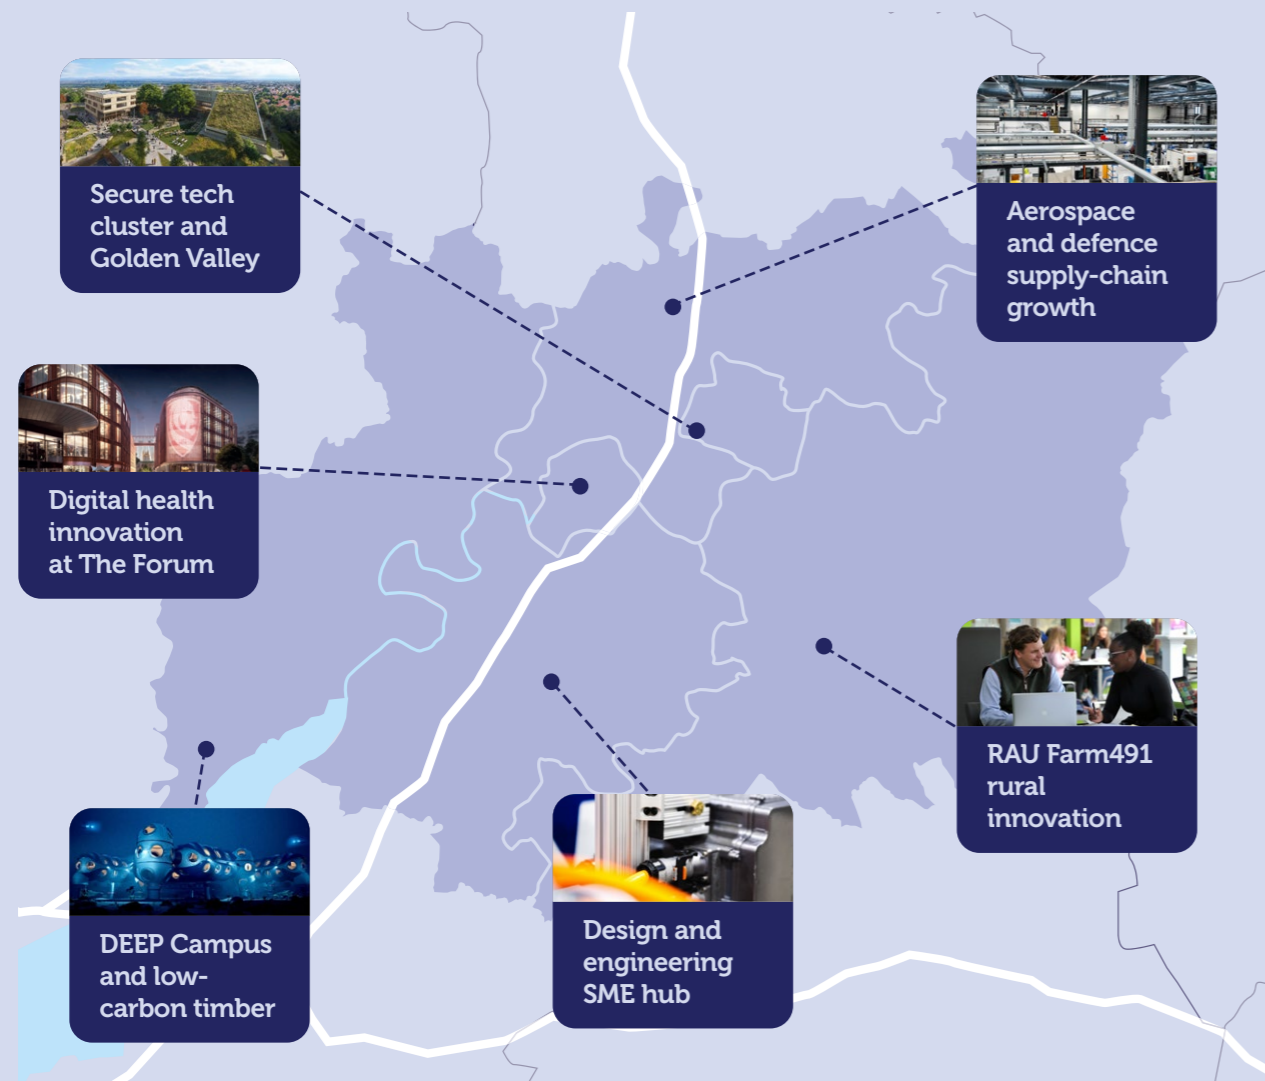 Secure tech
cluster and
Golden Valley
Aerospace
and defence
supply-chain
growth
Digital health
innovation
at The Forum
RAU Farm491
rural
innovation
DEEP Campus
and low-
carbon timber
Design and
engineering
SME hub